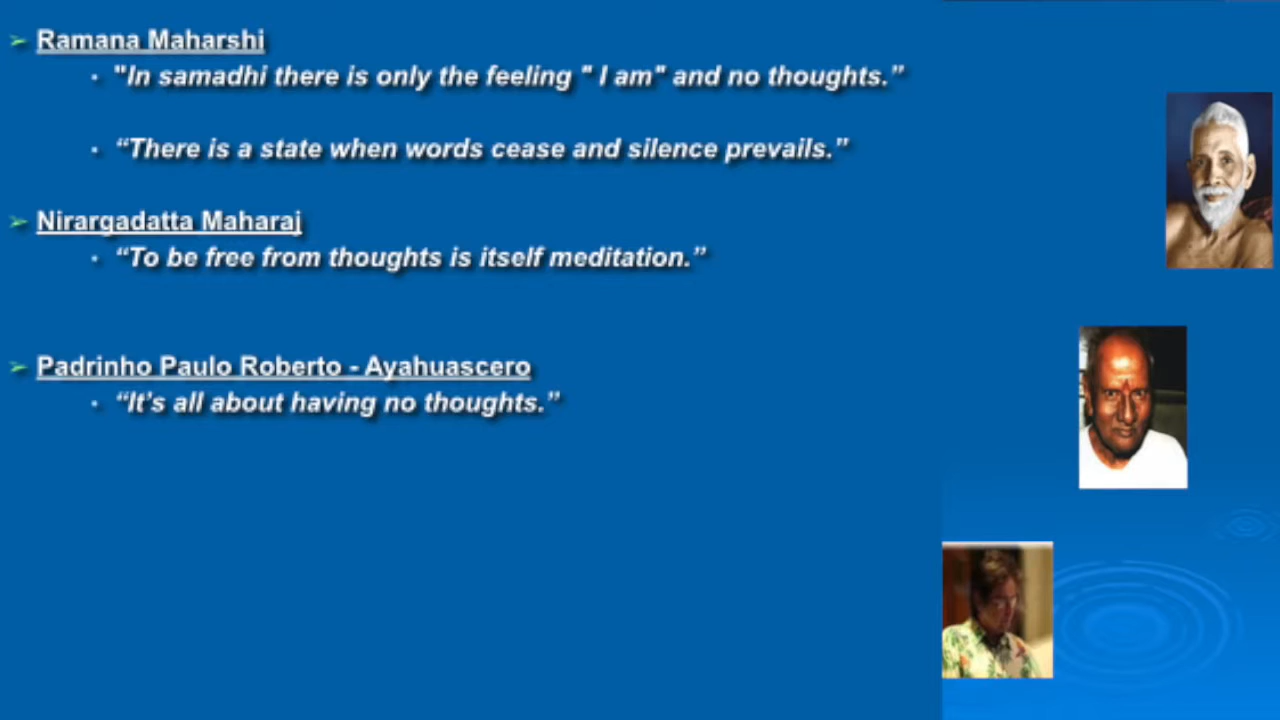 Ramana Maharshi
"In samadhi there is only the feeling " I am" and no thoughts.”
“There is a state when words cease and silence prevails.”
Nirargadatta Maharaj
“To be free from thoughts is itself meditation.”
Padrinho Paulo Roberto - Ayahuascero
“It’s all about having no thoughts.”